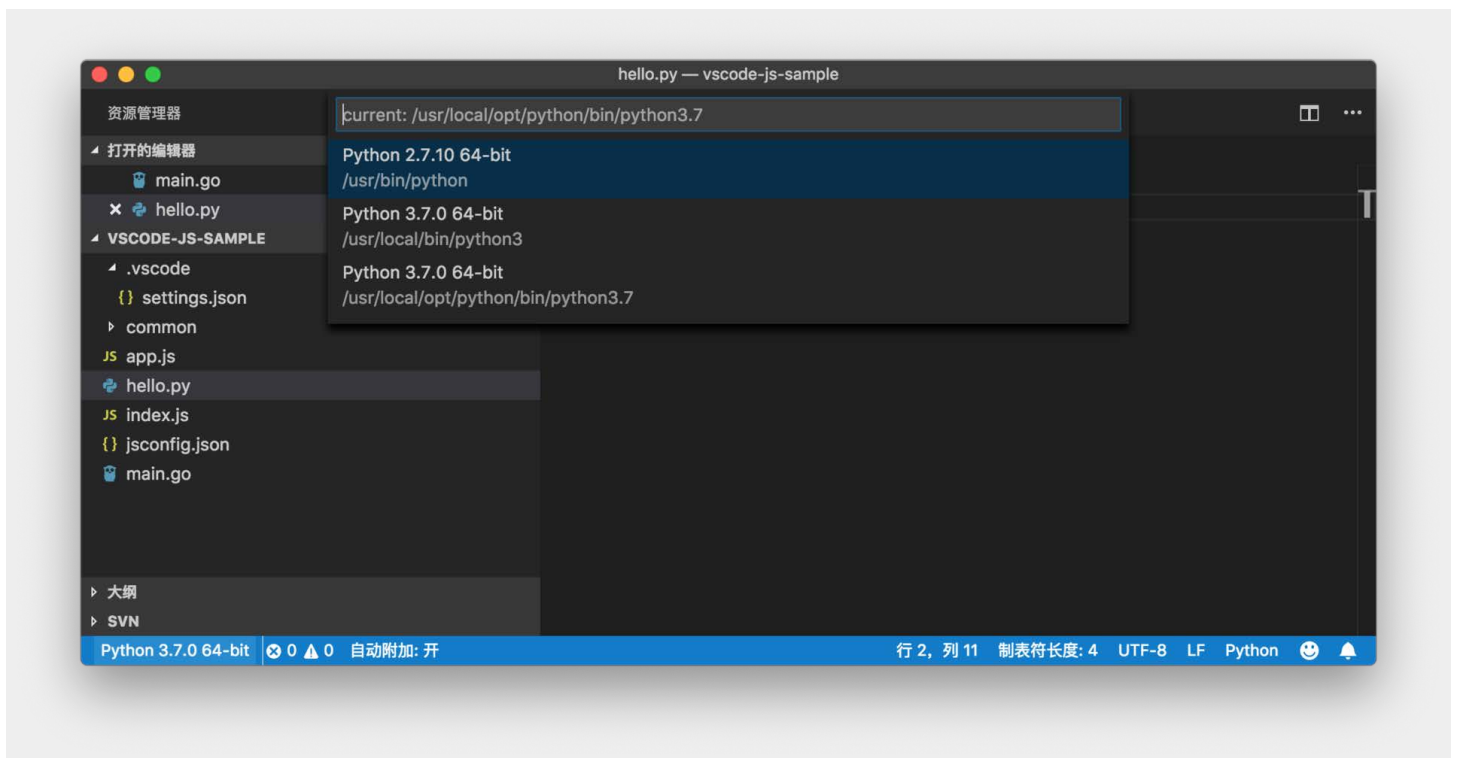 hello.py — vscode-js-sample
资源管理器
current: /usr/local/opt/python/bin/python3.7
打开的编辑器
Python 2.7.10 64-bit
main.go
/usr/bin/python
hello.py
Python 3.7.0 64-bit
VSCODE-JS-SAMPLE
/usr/local/bin/python3
.vscode
Python 3.7.0 64-bit
{} settings.json
/usr/local/opt/python/bin/python3.7
common
JS app.js
hello.py
JS index.js
{} jsconfig.json
main.go
大纲
SVN
Python 3.7.0 64-bit 0 0 自动附加: 开 行 2，列 11 制表符长度: 4 UTF-8 LF Python